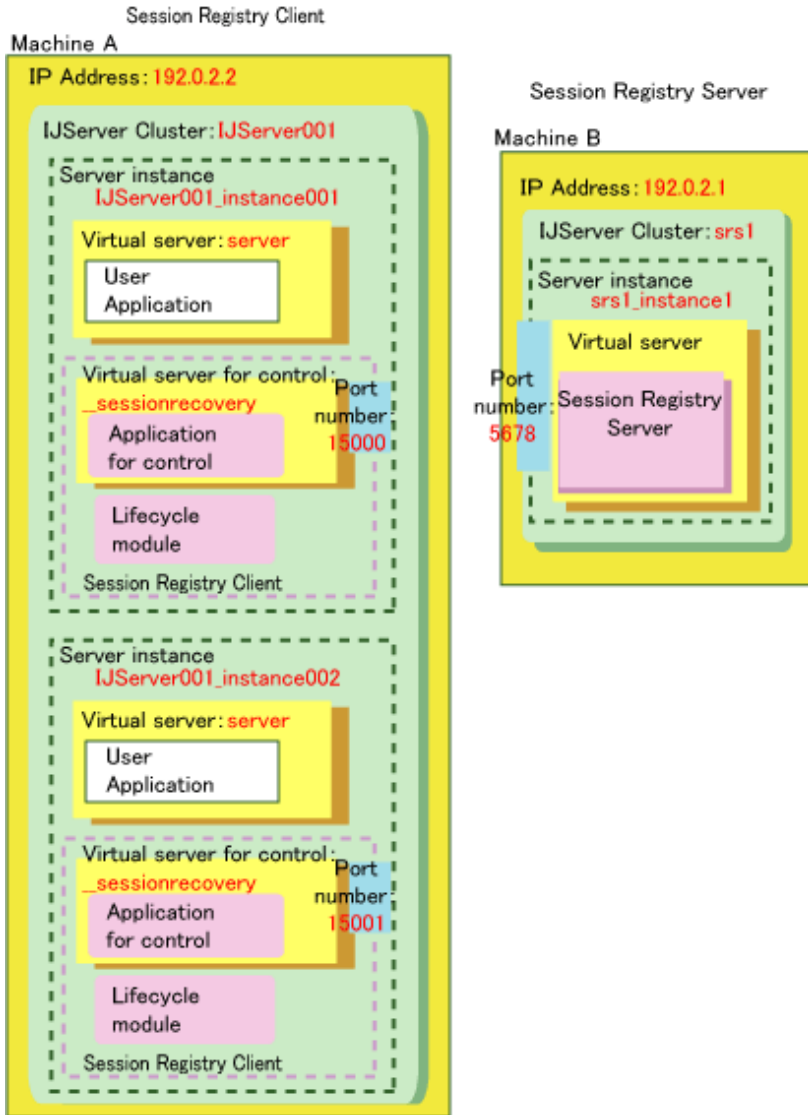 Session Registry Client
Machine A
IP Address: 192.0.2.2
IJServer Cluster: IJServer001
Server instance
IJServer001_instance001
Virtual server: server
User
Application
Virtual server for control:
__sessionrecovery
Port
number:
15000
Application
for control
Lifecycle
module
Session Registry Client
Server instance
IJServer001_instance002
Virtual server: server
User
Application
Virtual server for control:
__sessionrecovery
Port
number:
15001
Application
for control
Lifecycle
module
Session Registry Client
Session Registry Server
Machine B
IP Address: 192.0.2.1
IJServer Cluster: srs1
Server instance
srs1_instance1
Virtual server
Port
number:
5678
Session Registry
Server